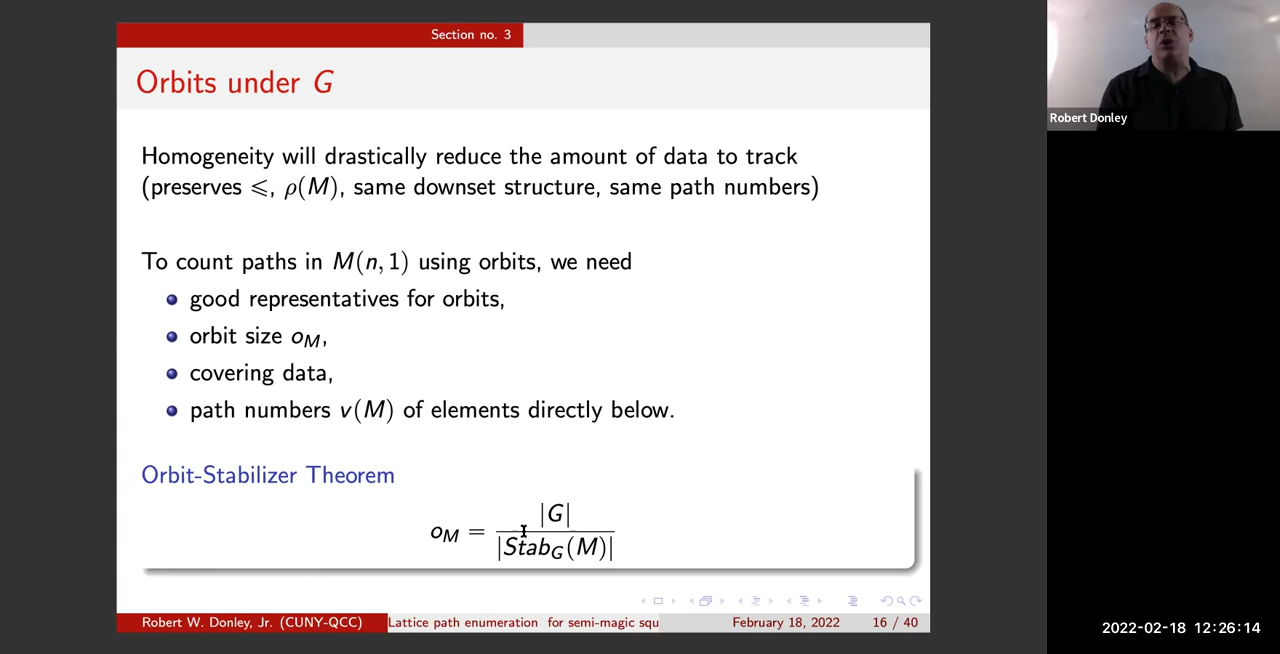 Section no. 3
Orbits under G
Homogeneity will drastically reduce the amount of data to track
(preserves ⩽, ρ(M), same downset structure, same path numbers)
To count paths in M(n, 1) using orbits, we need
good representatives for orbits,
orbit size o_M,
covering data,
path numbers v(M) of elements directly below.
Orbit-Stabilizer Theorem
o_M = |G| / |Stab_G(M)|
Robert W. Donley, Jr. (CUNY-QCC) Lattice path enumeration for semi-magic squ February 18, 2022 16 / 40
Robert Donley
2022-02-18 12:26:14